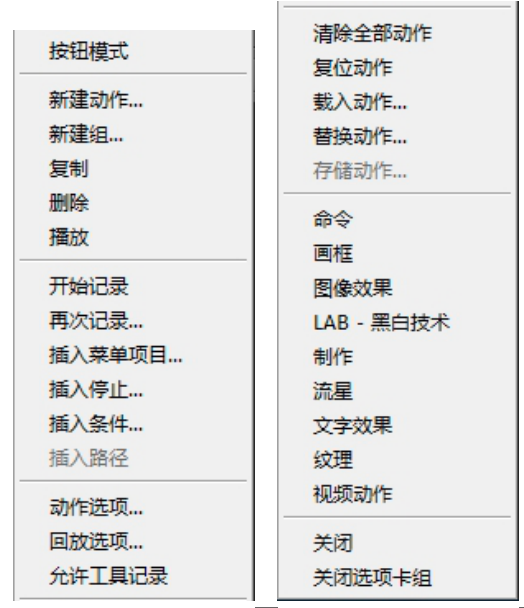 按钮模式
新建动作...
新建组...
复制
删除
播放
开始记录
再次记录...
插入菜单项目...
插入停止...
插入条件...
插入路径
动作选项...
回放选项...
允许工具记录
清除全部动作
复位动作
载入动作...
替换动作...
存储动作...
命令
画框
图像效果
LAB - 黑白技术
制作
流星
文字效果
纹理
视频动作
关闭
关闭选项卡组